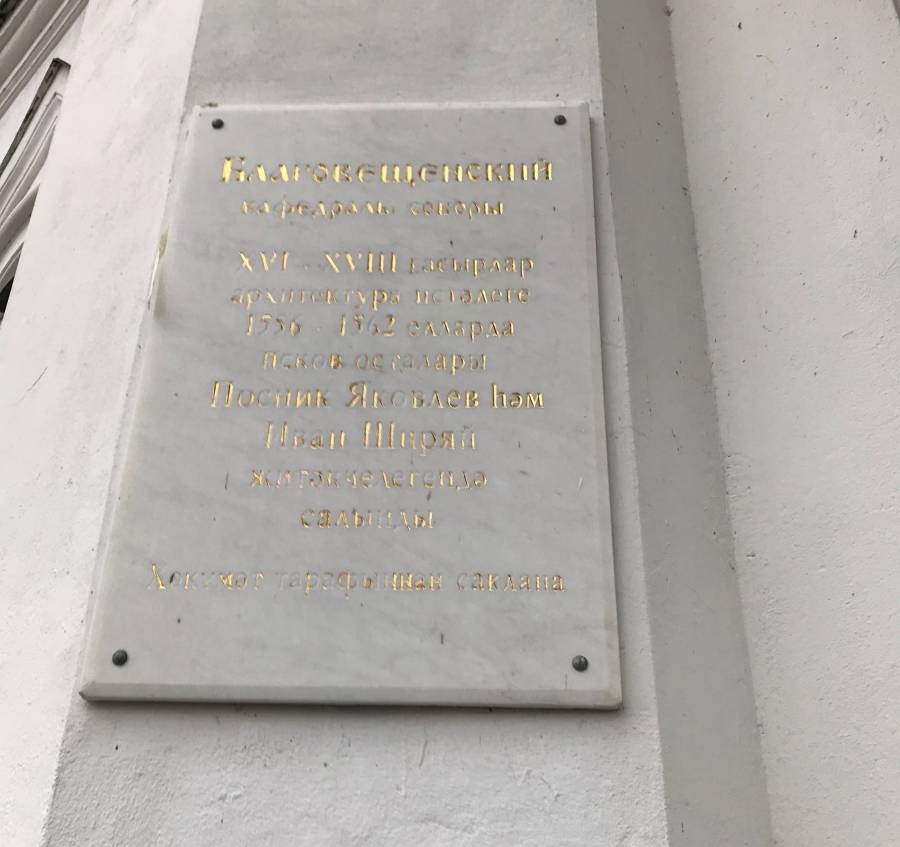 Благовещенский
кафедраль соборы
XVI - XVIII гасырлар
архитектура истәлеге
1556 - 1562 елларда
псков осталары
Посник Яковлев һәм
Иван Ширяй
җитәкчелегендә
салынды
Хөкүмәт тарафыннан саклана